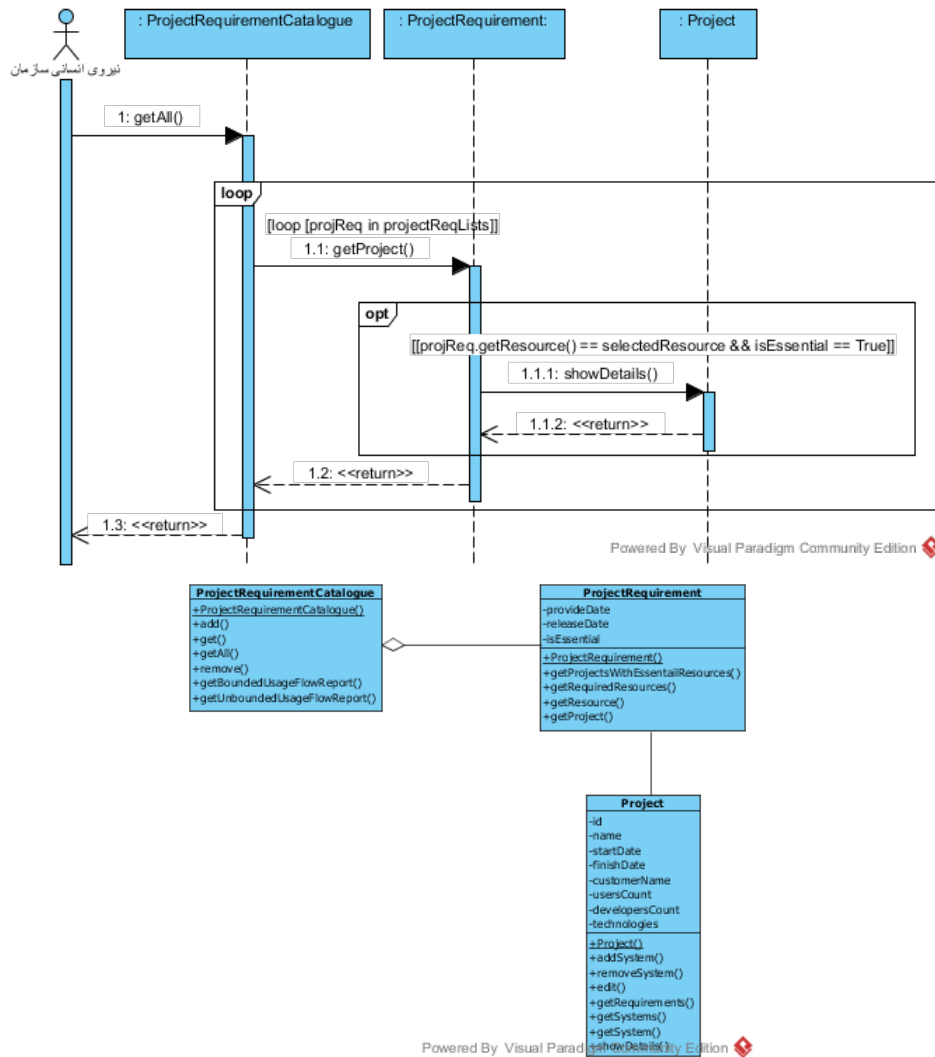 : ProjectRequirementCatalogue
: ProjectRequirement:
: Project
نیروی انسانی سازمان
1: getAll()
loop
[loop [projReq in projectReqLists]]
1.1: getProject()
opt
[[projReq.getResource() == selectedResource && isEssential == True]]
1.1.1: showDetails()
1.1.2: <<return>>
1.2: <<return>>
1.3: <<return>>
Powered By Visual Paradigm Community Edition
ProjectRequirementCatalogue
+ProjectRequirementCatalogue()
+add()
+get()
+getAll()
+remove()
+getBoundedUsageFlowReport()
+getUnboundedUsageFlowReport()
ProjectRequirement
-provideDate
-releaseDate
-isEssential
+ProjectRequirement()
+getProjectsWithEssentailResources()
+getRequiredResources()
+getResource()
+getProject()
Project
-id
-name
-startDate
-finishDate
-customerName
-usersCount
-developersCount
-technologies
+Project()
+addSystem()
+removeSystem()
+edit()
+getRequirements()
+getSystems()
+getSystem()
+showDetails()
Powered By Visual Paradigm Community Edition